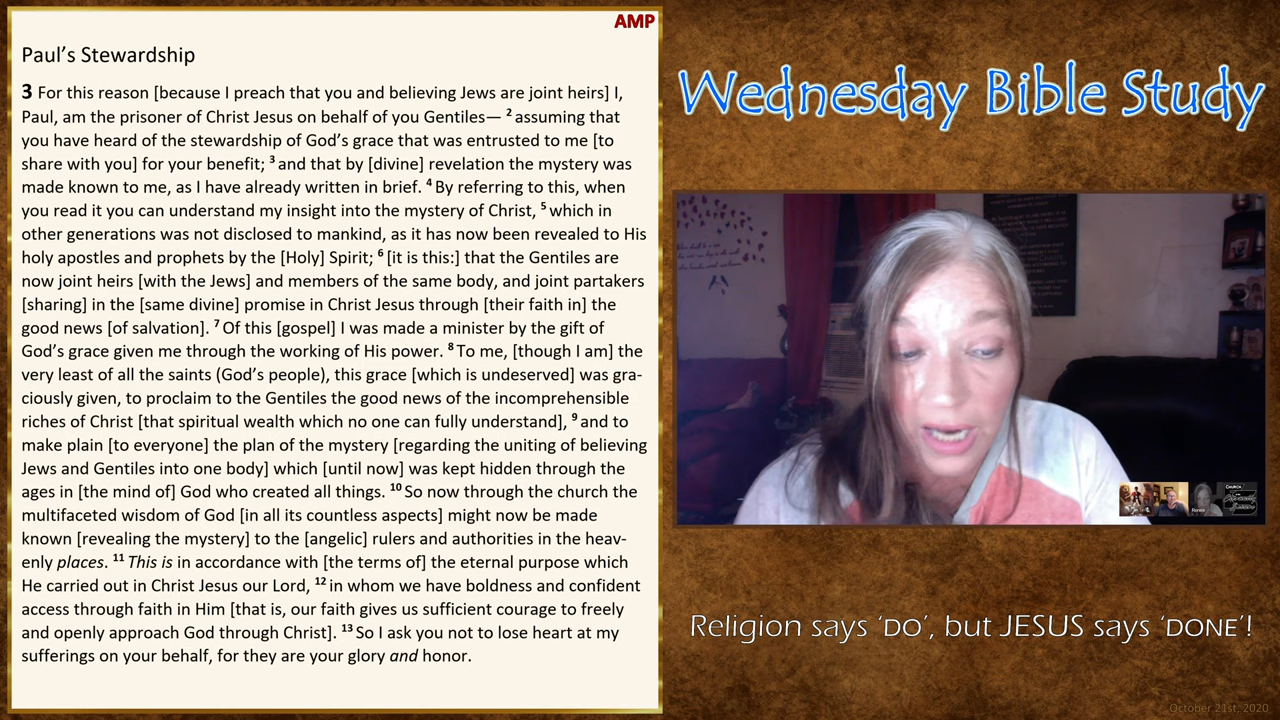 AMP
Paul’s Stewardship
3 For this reason [because I preach that you and believing Jews are joint heirs] I,
Paul, am the prisoner of Christ Jesus on behalf of you Gentiles— 2 assuming that
you have heard of the stewardship of God’s grace that was entrusted to me [to
share with you] for your benefit; 3 and that by [divine] revelation the mystery was
made known to me, as I have already written in brief. 4 By referring to this, when
you read it you can understand my insight into the mystery of Christ, 5 which in
other generations was not disclosed to mankind, as it has now been revealed to His
holy apostles and prophets by the [Holy] Spirit; 6 [it is this:] that the Gentiles are
now joint heirs [with the Jews] and members of the same body, and joint partakers
[sharing] in the [same divine] promise in Christ Jesus through [their faith in] the
good news [of salvation]. 7 Of this [gospel] I was made a minister by the gift of
God’s grace given me through the working of His power. 8 To me, [though I am] the
very least of all the saints (God’s people), this grace [which is undeserved] was gra-
ciously given, to proclaim to the Gentiles the good news of the incomprehensible
riches of Christ [that spiritual wealth which no one can fully understand], 9 and to
make plain [to everyone] the plan of the mystery [regarding the uniting of believing
Jews and Gentiles into one body] which [until now] was kept hidden through the
ages in [the mind of] God who created all things. 10 So now through the church the
multifaceted wisdom of God [in all its countless aspects] might now be made
known [revealing the mystery] to the [angelic] rulers and authorities in the heav-
enly places. 11 This is in accordance with [the terms of] the eternal purpose which
He carried out in Christ Jesus our Lord, 12 in whom we have boldness and confident
access through faith in Him [that is, our faith gives us sufficient courage to freely
and openly approach God through Christ]. 13 So I ask you not to lose heart at my
sufferings on your behalf, for they are your glory and honor.
Wednesday Bible Study
Renee
CHURCH
Religion says ‘DO’, but JESUS says ‘DONE’!
October 21st, 2020